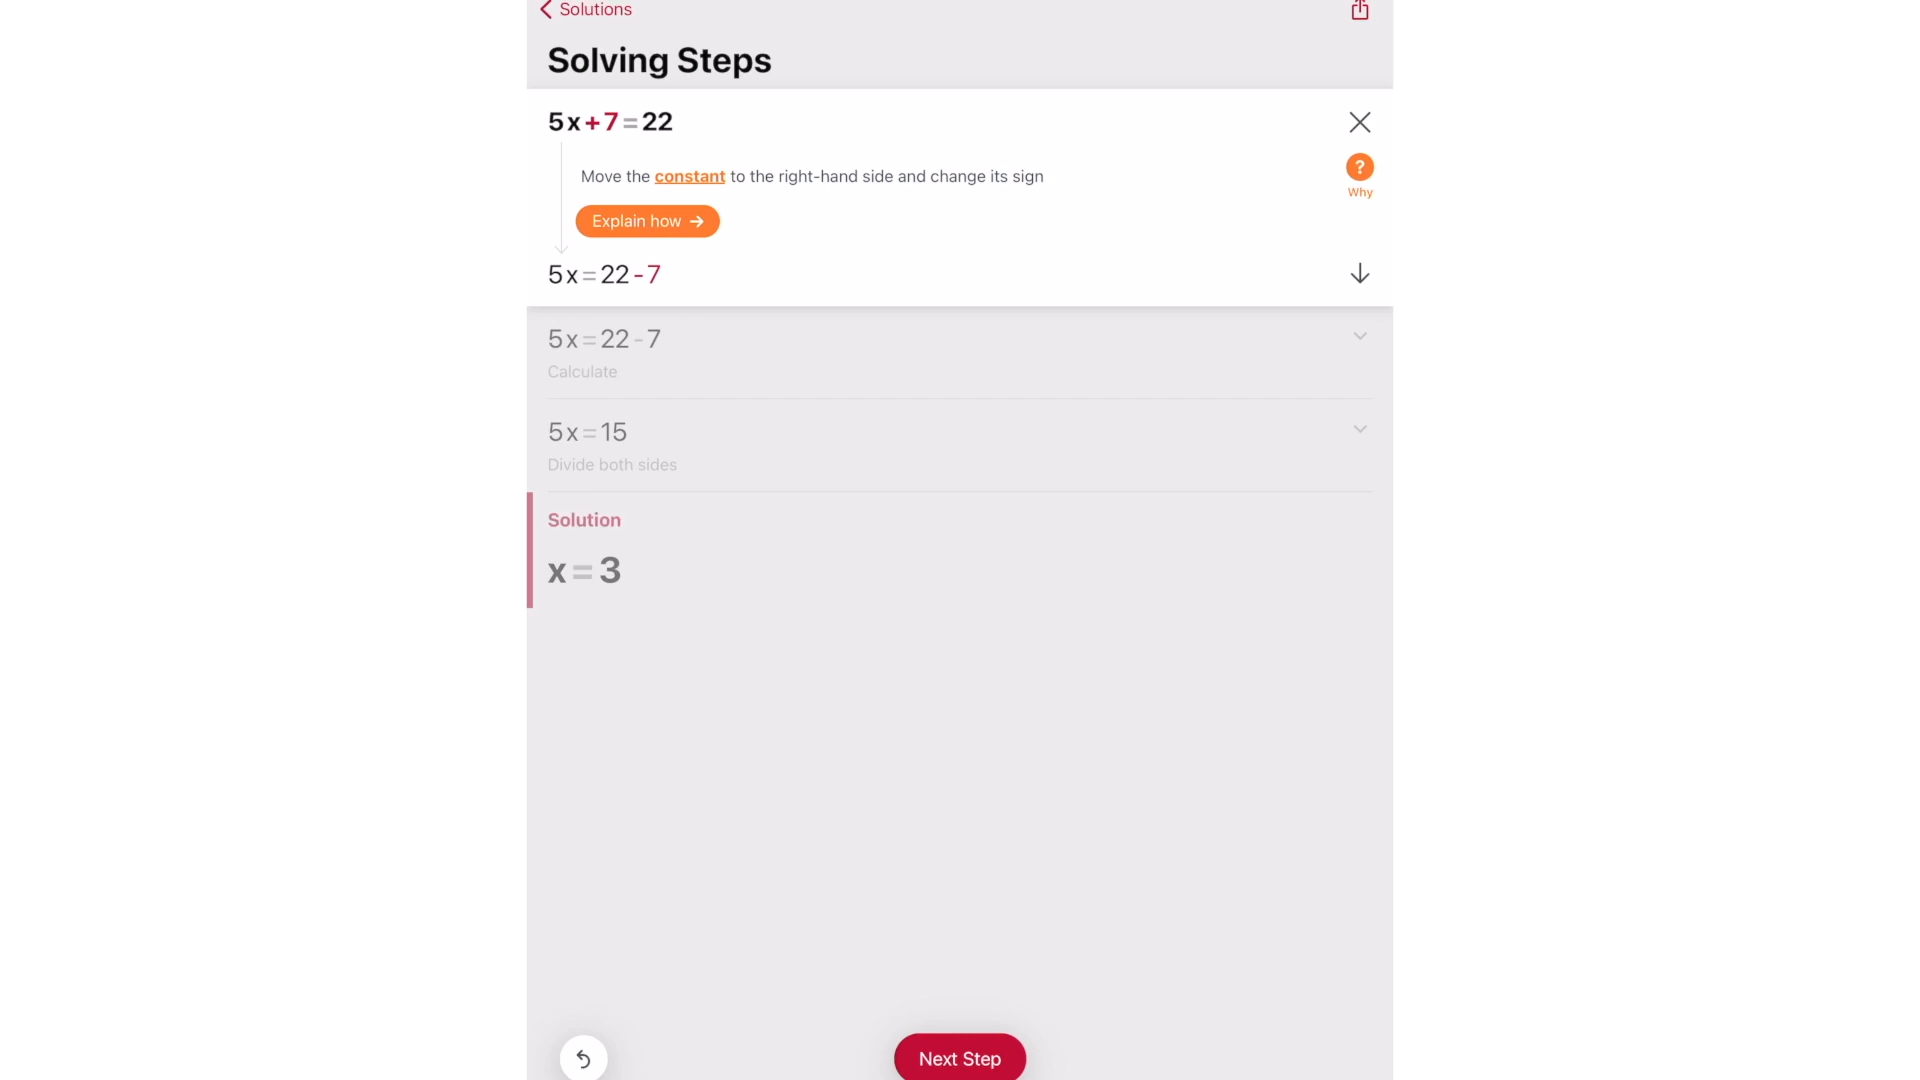 Solutions
Solving Steps
5x+7=22
Move the constant to the right-hand side and change its sign
?
Why
Explain how →
5x=22-7
5x=22-7
Calculate
5x=15
Divide both sides
Solution
x=3
Next Step